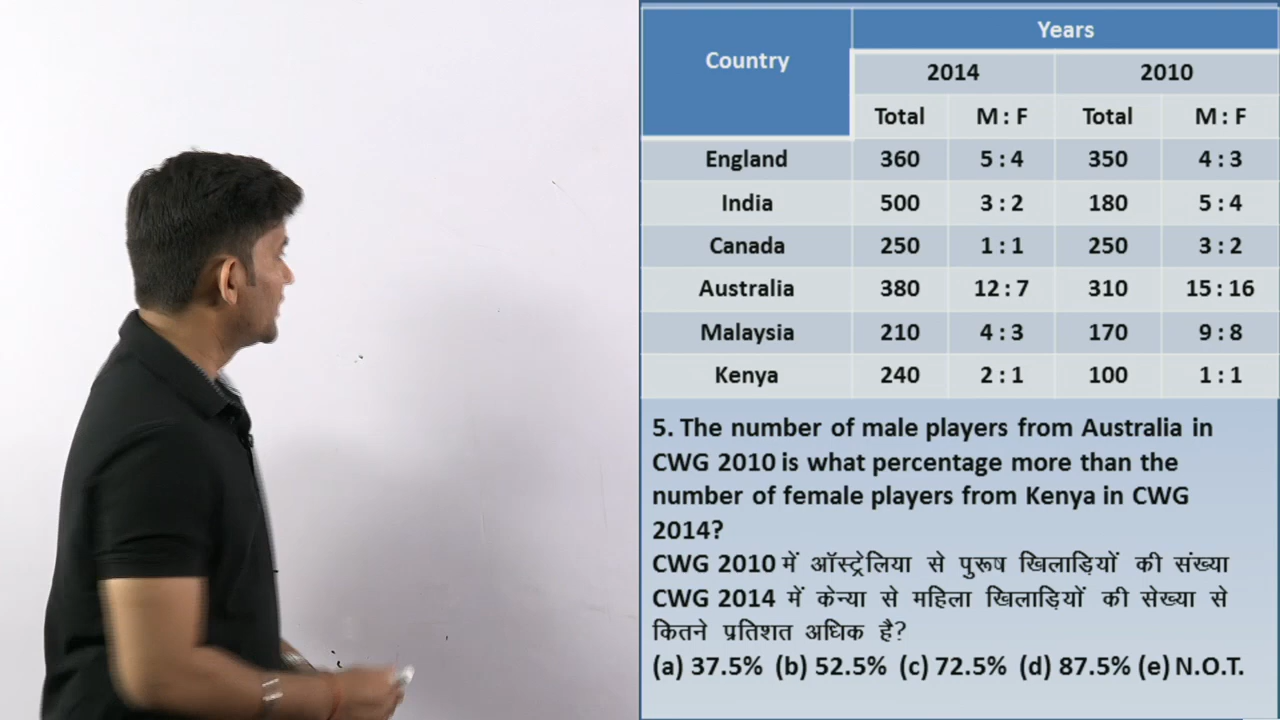 Country Years
2014 2010
Total M : F Total M : F
England 360 5 : 4 350 4 : 3
India 500 3 : 2 180 5 : 4
Canada 250 1 : 1 250 3 : 2
Australia 380 12 : 7 310 15 : 16
Malaysia 210 4 : 3 170 9 : 8
Kenya 240 2 : 1 100 1 : 1
5. The number of male players from Australia in
CWG 2010 is what percentage more than the
number of female players from Kenya in CWG
2014?
CWG 2010 में ऑस्ट्रेलिया से पुरूष खिलाड़ियों की संख्या
CWG 2014 में केन्या से महिला खिलाड़ियों की सेख्या से
कितने प्रतिशत अधिक है?
(a) 37.5% (b) 52.5% (c) 72.5% (d) 87.5% (e) N.O.T.